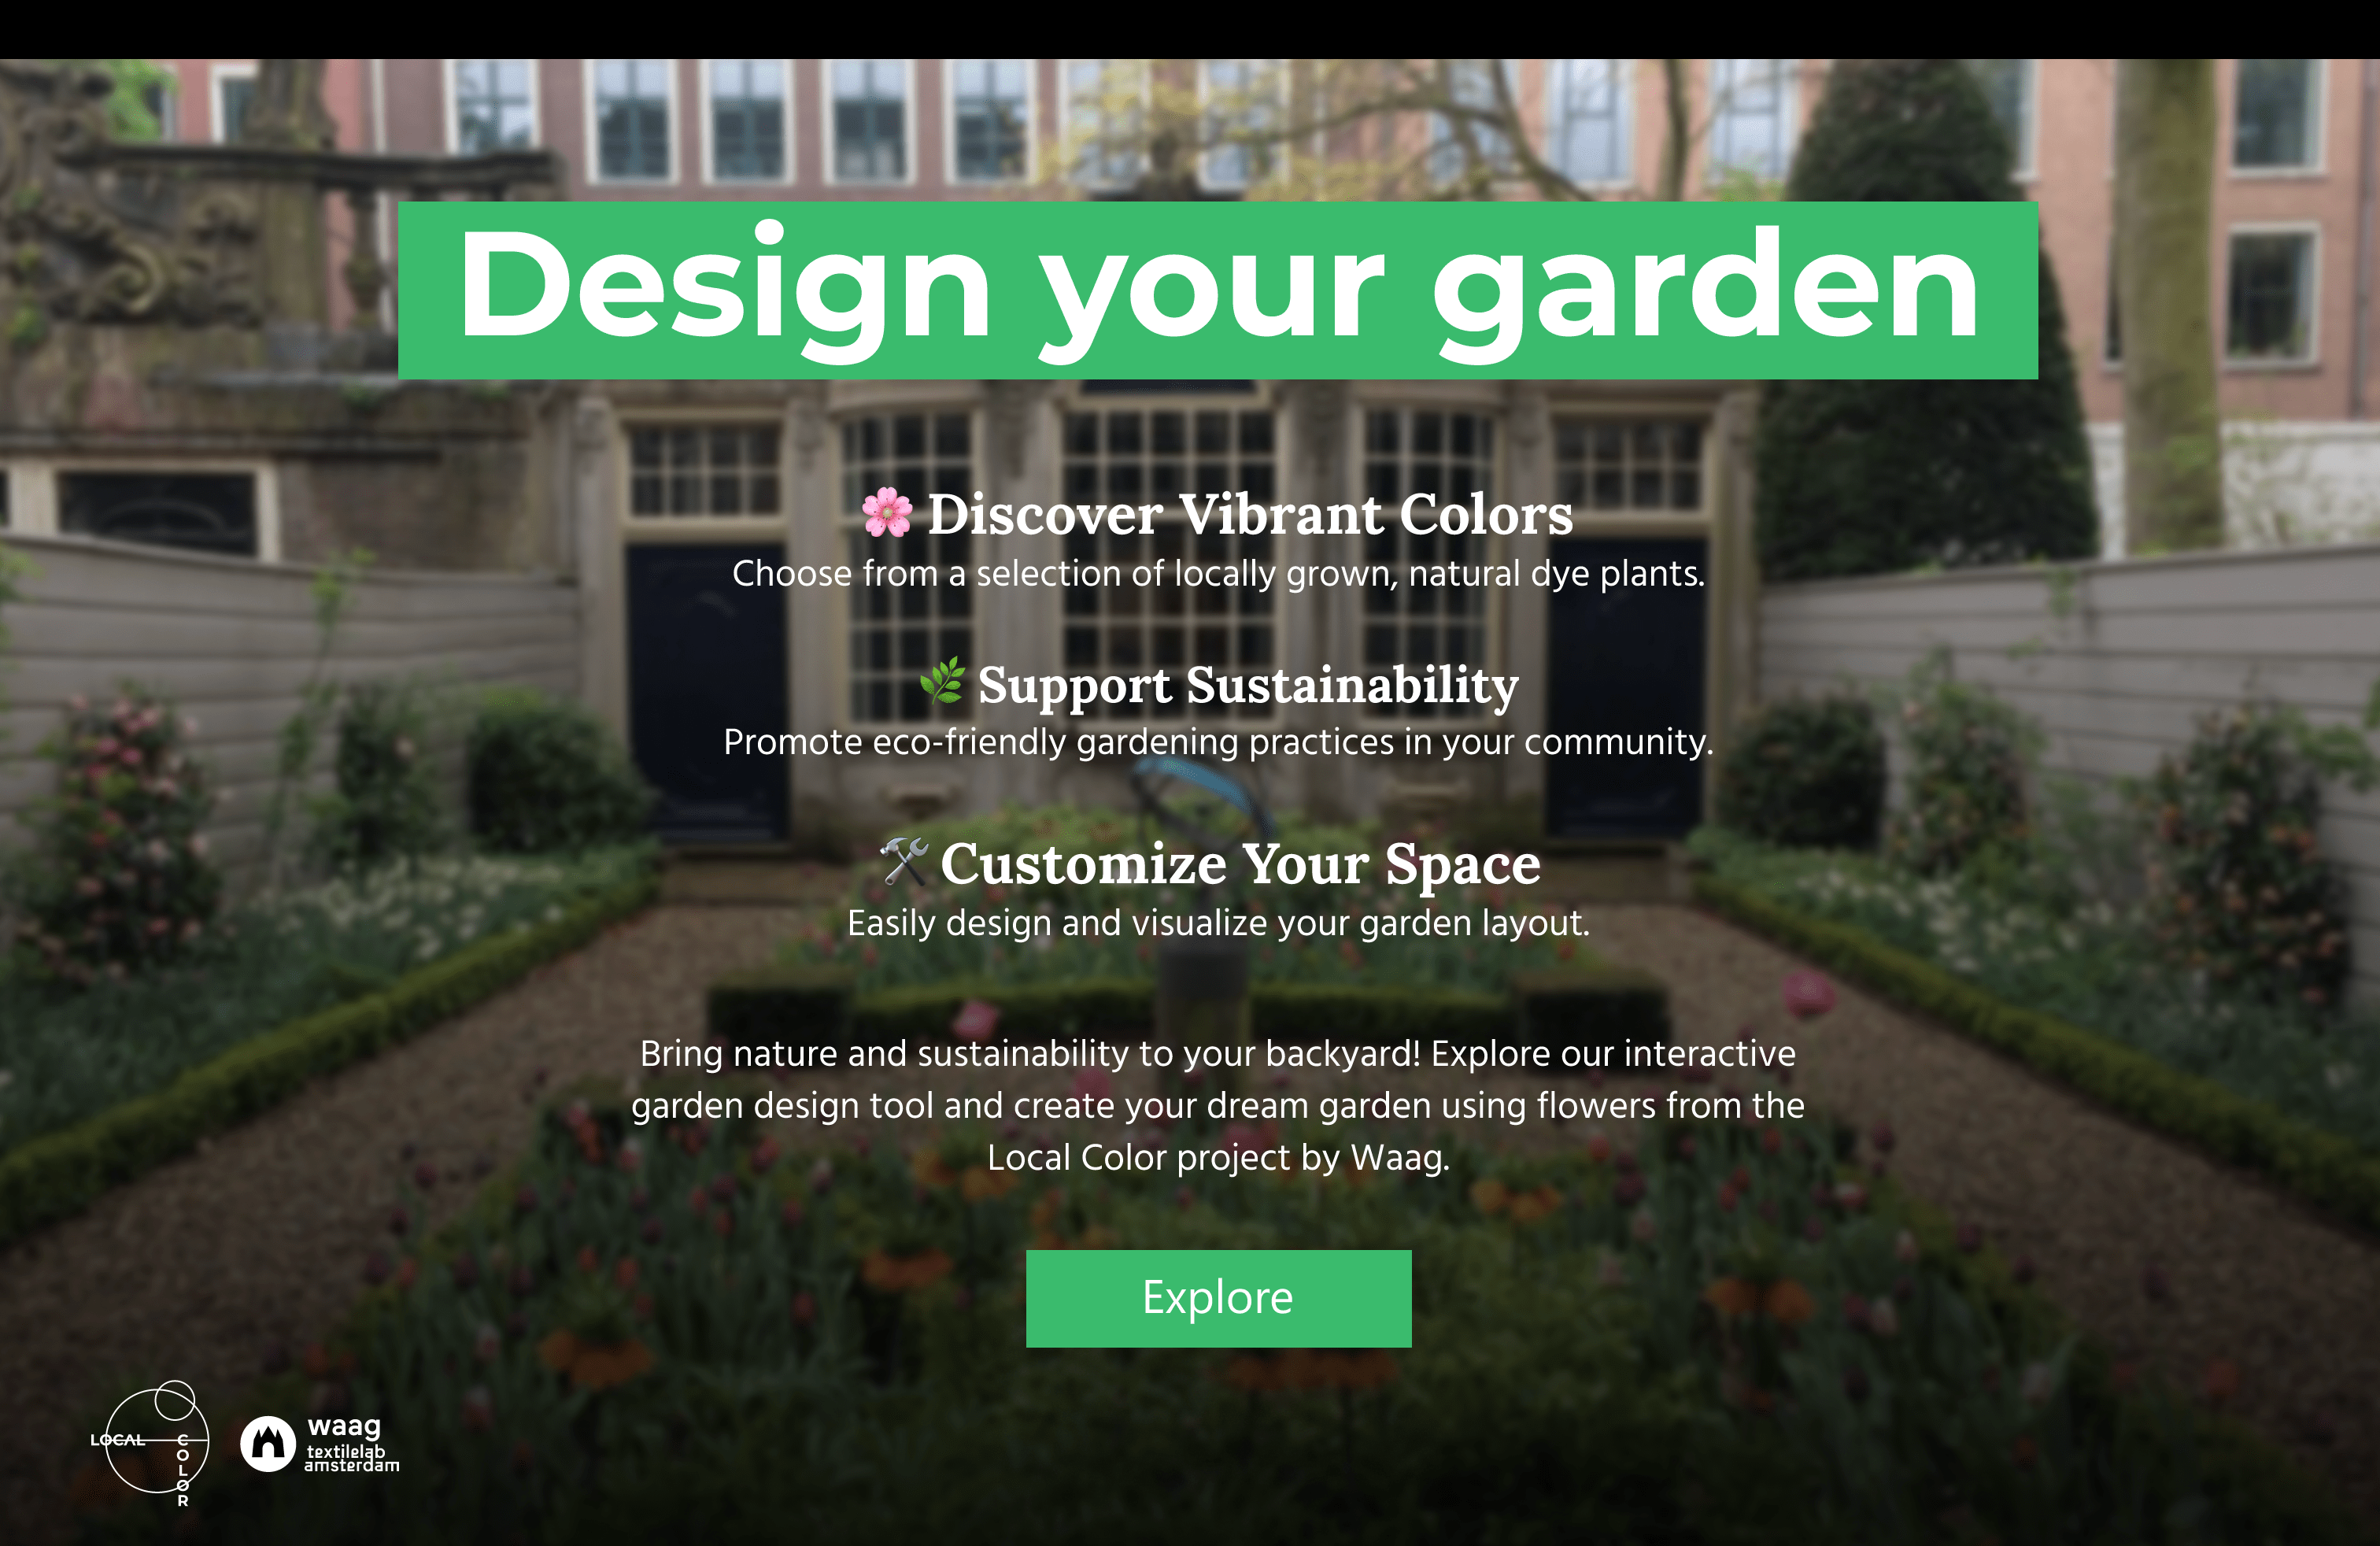 Design your garden
🌸 Discover Vibrant Colors
Choose from a selection of locally grown, natural dye plants.
🌿 Support Sustainability
Promote eco-friendly gardening practices in your community.
🛠 Customize Your Space
Easily design and visualize your garden layout.
Bring nature and sustainability to your backyard! Explore our interactive
garden design tool and create your dream garden using flowers from the
Local Color project by Waag.
Explore
LOCAL COLOR
waag
textilelab
amsterdam